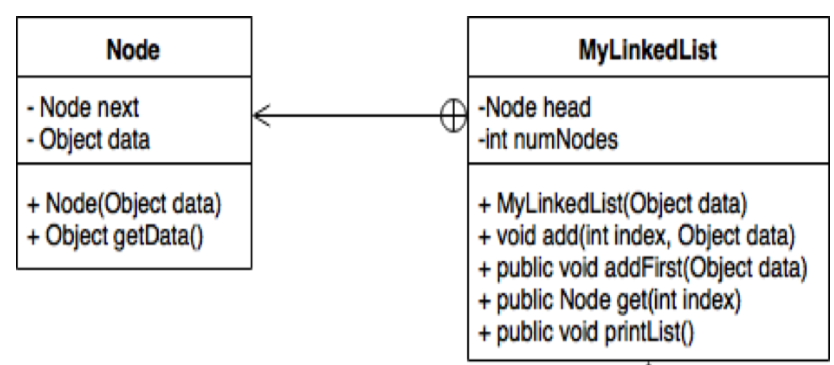 Node
- Node next
- Object data
+ Node(Object data)
+ Object getData()
MyLinkedList
-Node head
-int numNodes
+ MyLinkedList(Object data)
+ void add(int index, Object data)
+ public void addFirst(Object data)
+ public Node get(int index)
+ public void printList()